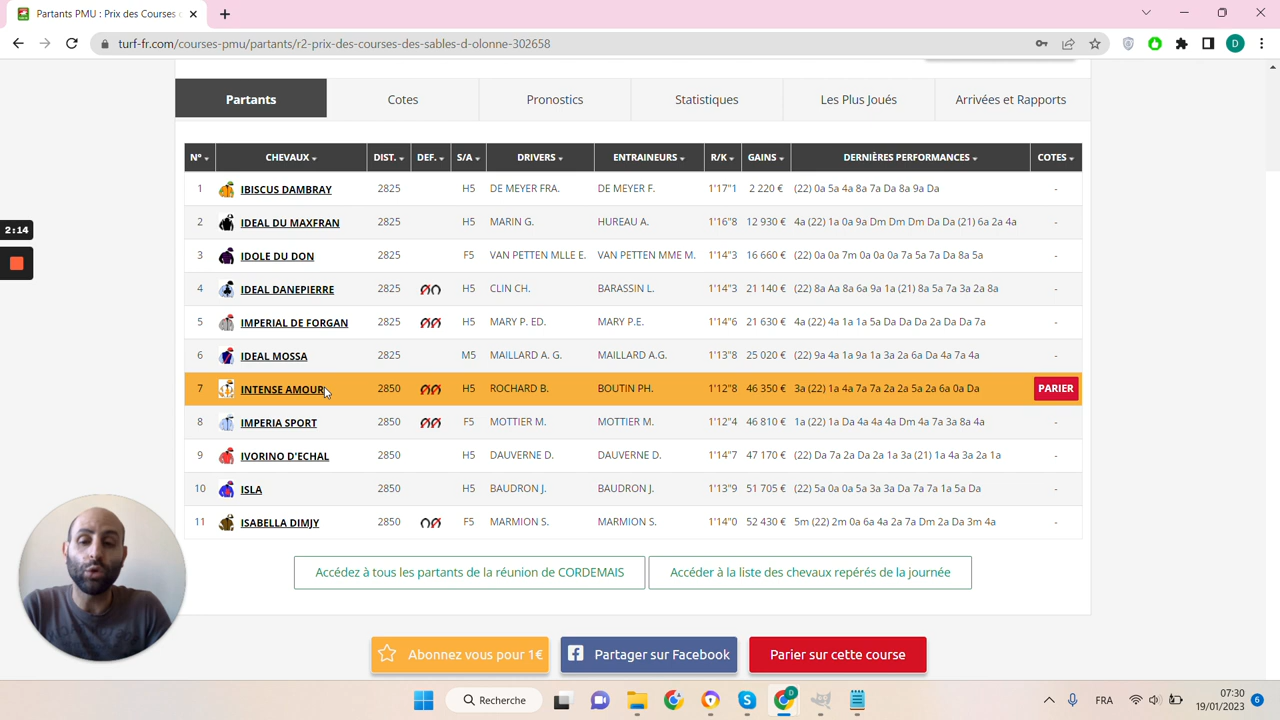 Partants PMU : Prix des Courses
turf-fr.com/courses-pmu/partants/r2-prix-des-courses-des-sables-d-olonne-302658
D
Partants Cotes Pronostics Statistiques Les Plus Joués Arrivées et Rapports
N° CHEVAUX DIST. DEF. S/A DRIVERS ENTRAINEURS R/K GAINS DERNIÈRES PERFORMANCES COTES
1 IBISCUS DAMBRAY 2825 H5 DE MEYER FRA. DE MEYER F. 1'17"1 2 220 € (22) 0a 5a 4a 8a 7a Da 8a 9a Da -
2 IDEAL DU MAXFRAN 2825 H5 MARIN G. HUREAU A. 1'16"8 12 930 € 4a (22) 1a 0a 9a Dm Dm Dm Da Da (21) 6a 2a 4a -
3 IDOLE DU DON 2825 F5 VAN PETTEN MLLE E. VAN PETTEN MME M. 1'14"3 16 660 € (22) 0a 0a 7m 0a 0a 0a 7a 5a 7a Da 8a 5a -
4 IDEAL DANEPIERRE 2825 H5 CLIN CH. BARASSIN L. 1'14"3 21 140 € (22) 8a Aa 8a 6a 9a 1a (21) 8a 5a 7a 3a 2a 8a -
5 IMPERIAL DE FORGAN 2825 H5 MARY P. ED. MARY P.E. 1'14"6 21 630 € 4a (22) 4a 1a 1a 5a Da Da Da 2a Da Da 7a -
6 IDEAL MOSSA 2825 M5 MAILLARD A. G. MAILLARD A.G. 1'13"8 25 020 € (22) 9a 4a 1a 9a 1a 3a 2a 6a Da 4a 7a 4a -
7 INTENSE AMOUR 2850 H5 ROCHARD B. BOUTIN PH. 1'12"8 46 350 € 3a (22) 1a 4a 7a 7a 2a 2a 5a 2a 6a 0a Da PARIER
8 IMPERIA SPORT 2850 F5 MOTTIER M. MOTTIER M. 1'12"4 46 810 € 1a (22) 1a Da 4a 4a 4a Dm 4a 7a 3a 8a 4a -
9 IVORINO D'ECHAL 2850 H5 DAUVERNE D. DAUVERNE D. 1'14"7 47 170 € (22) Da 7a 2a Da 2a 1a 3a (21) 1a 4a 3a 2a 1a -
10 ISLA 2850 H5 BAUDRON J. BAUDRON J. 1'13"9 51 705 € (22) 5a 0a 0a 5a 3a 3a Da 7a 7a 1a 5a Da -
11 ISABELLA DIMJY 2850 F5 MARMION S. MARMION S. 1'14"0 52 430 € 5m (22) 2m 0a 6a 4a 2a 7a Dm 2a Da 3m 4a -
2:14
Accédez à tous les partants de la réunion de CORDEMAIS Accéder à la liste des chevaux repérés de la journée
Abonnez vous pour 1€ Partager sur Facebook Parier sur cette course
Recherche
FRA
07:30
19/01/2023
6